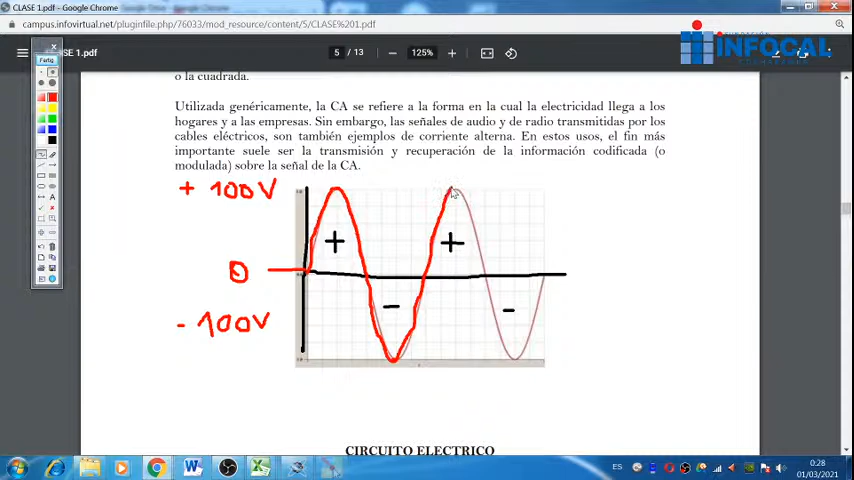 CLASE 1.pdf - Google Chrome
campus.infovirtual.net/pluginfile.php/76033/mod_resource/content/5/CLASE%201.pdf
FUNDACIÓN
INFOCAL
COCHABAMBA
SE 1.pdf
5 / 13
125%
o la cuadrada.
Utilizada genéricamente, la CA se refiere a la forma en la cual la electricidad llega a los
hogares y a las empresas. Sin embargo, las señales de audio y de radio transmitidas por los
cables eléctricos, son también ejemplos de corriente alterna. En estos usos, el fin más
importante suele ser la transmisión y recuperación de la información codificada (o
modulada) sobre la señal de la CA.
+ 100V
+ +
0
- -
- 100V
CIRCUITO ELECTRICO
ES
0:28
01/03/2021